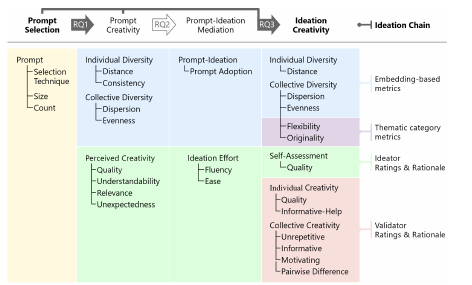 Prompt
Selection
RQ1
Prompt
Creativity
RQ2
Prompt-Ideation
Mediation
RQ3
Ideation
Creativity
Ideation Chain
Prompt
Selection
Technique
Size
Count
Individual Diversity
Distance
Consistency
Collective Diversity
Dispersion
Evenness
Prompt-Ideation
Prompt Adoption
Individual Diversity
Distance
Collective Diversity
Dispersion
Evenness
Flexibility
Originality
Embedding-based
metrics
Thematic category
metrics
Perceived Creativity
Quality
Understandability
Relevance
Unexpectedness
Ideation Effort
Fluency
Ease
Self-Assessment
Quality
Ideator
Ratings & Rationale
Individual Creativity
Quality
Informative-Help
Collective Creativity
Unrepetitive
Informative
Motivating
Pairwise Difference
Validator
Ratings & Rationale